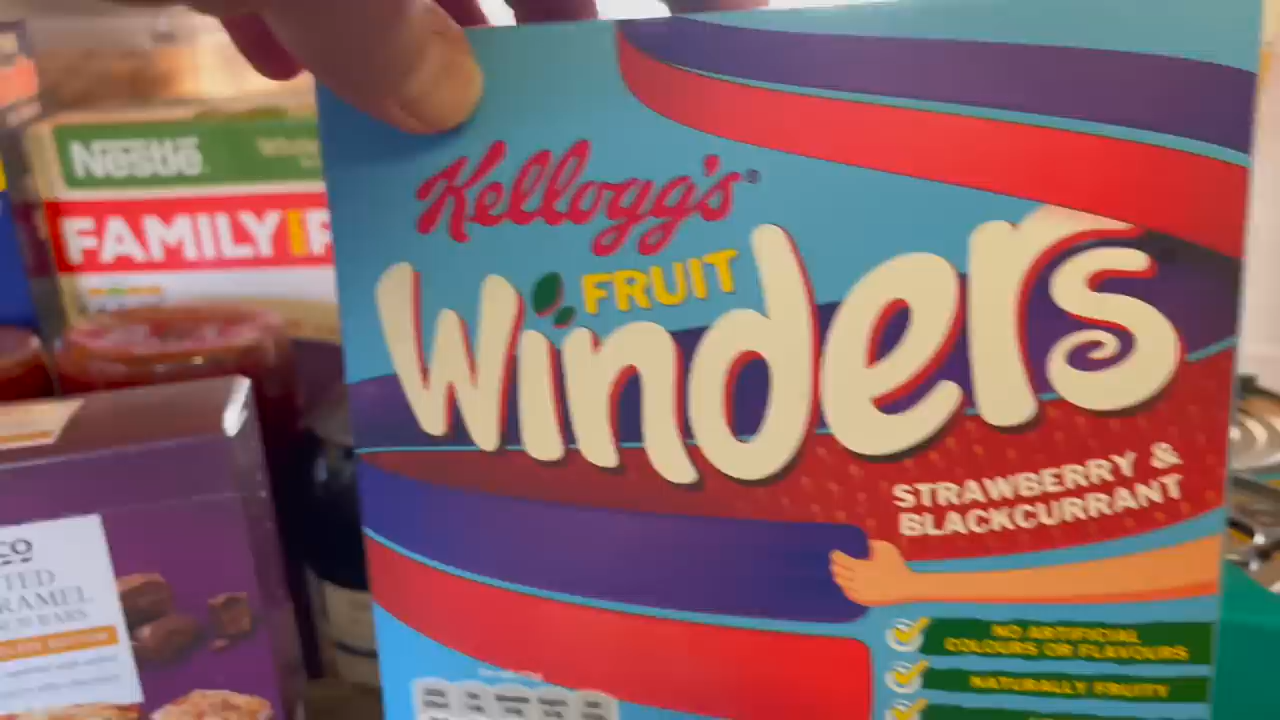 Nestlé
FAMILY
Kellogg's
FRUIT
Winders
STRAWBERRY &
BLACKCURRANT
NO ARTIFICIAL
COLOURS OR FLAVOURS
NATURALLY FRUITY